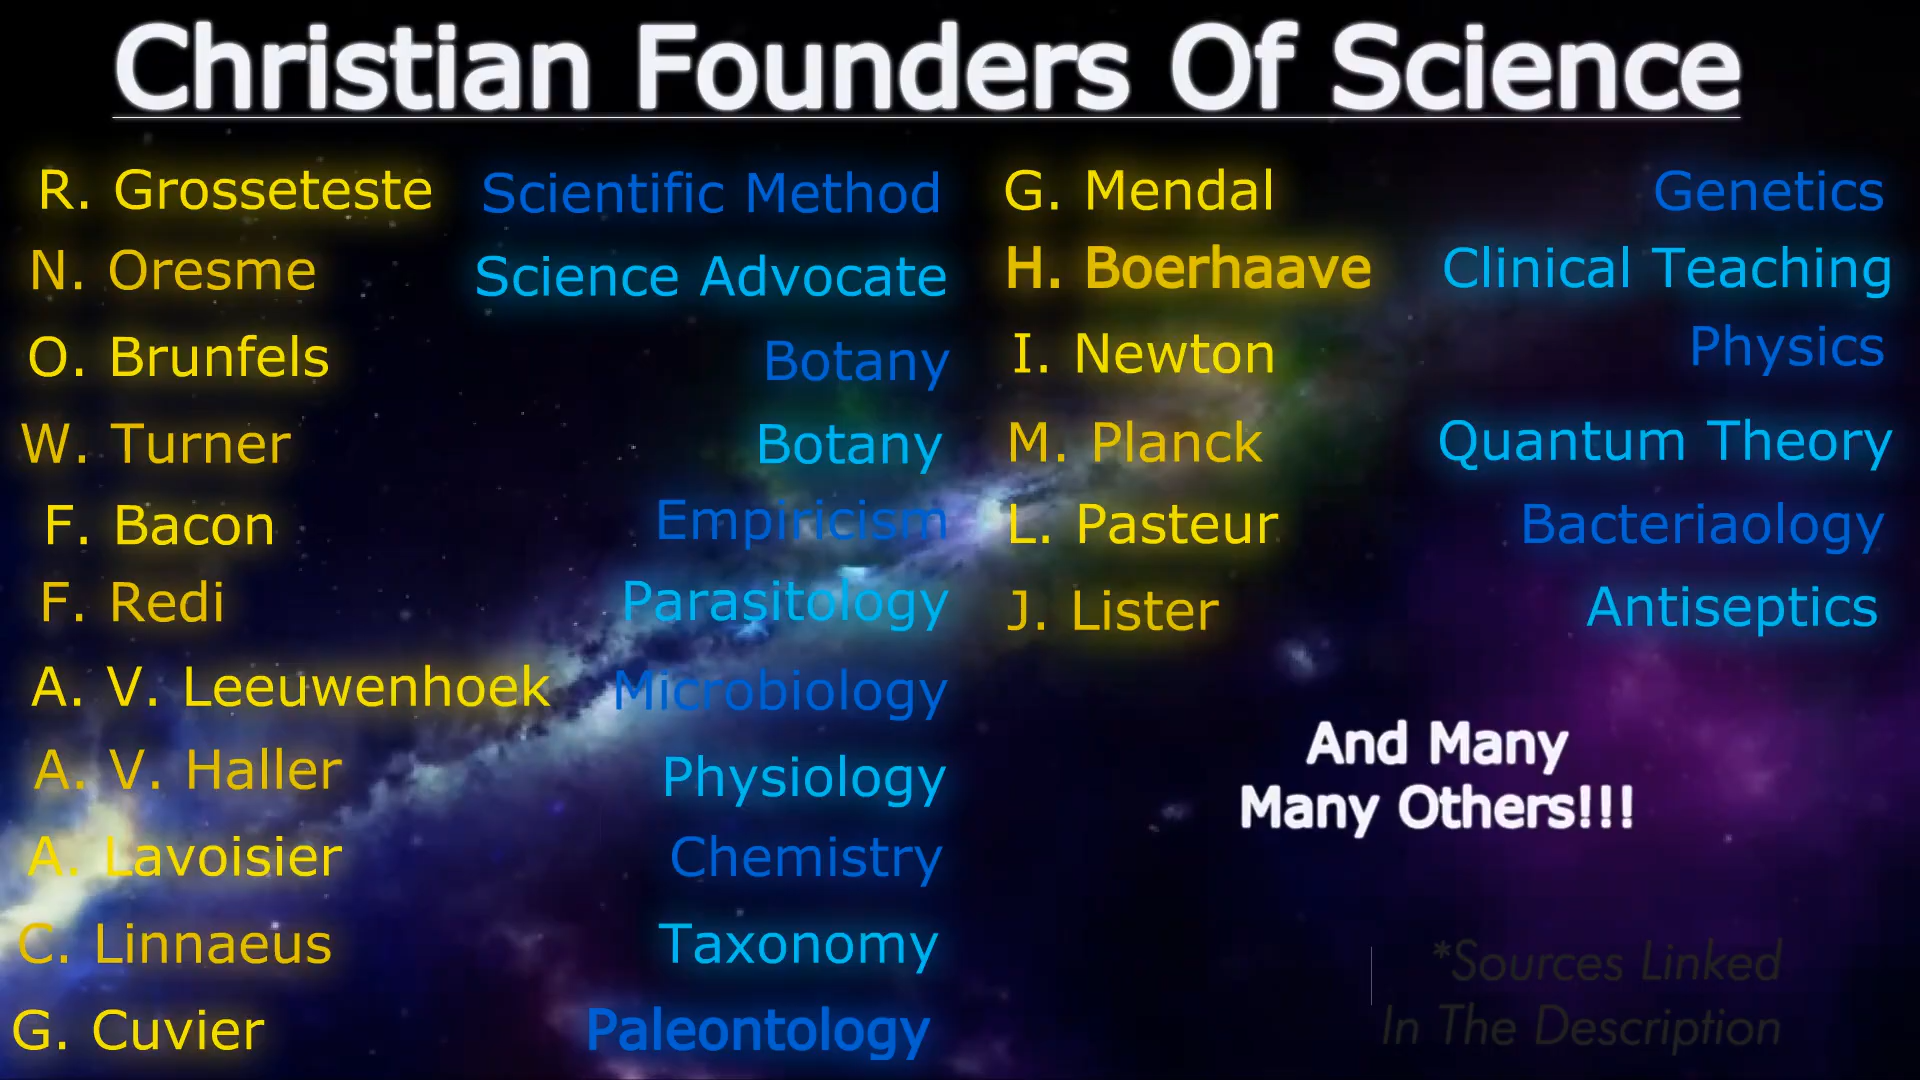 Christian Founders Of Science
R. Grosseteste Scientific Method
N. Oresme Science Advocate
O. Brunfels Botany
W. Turner Botany
F. Bacon Empiricism
F. Redi Parasitology
A. V. Leeuwenhoek Microbiology
A. V. Haller Physiology
A. Lavoisier Chemistry
C. Linnaeus Taxonomy
G. Cuvier Paleontology
G. Mendal Genetics
H. Boerhaave Clinical Teaching
I. Newton Physics
M. Planck Quantum Theory
L. Pasteur Bacteriaology
J. Lister Antiseptics
And Many
Many Others!!!
*Sources Linked
In The Description